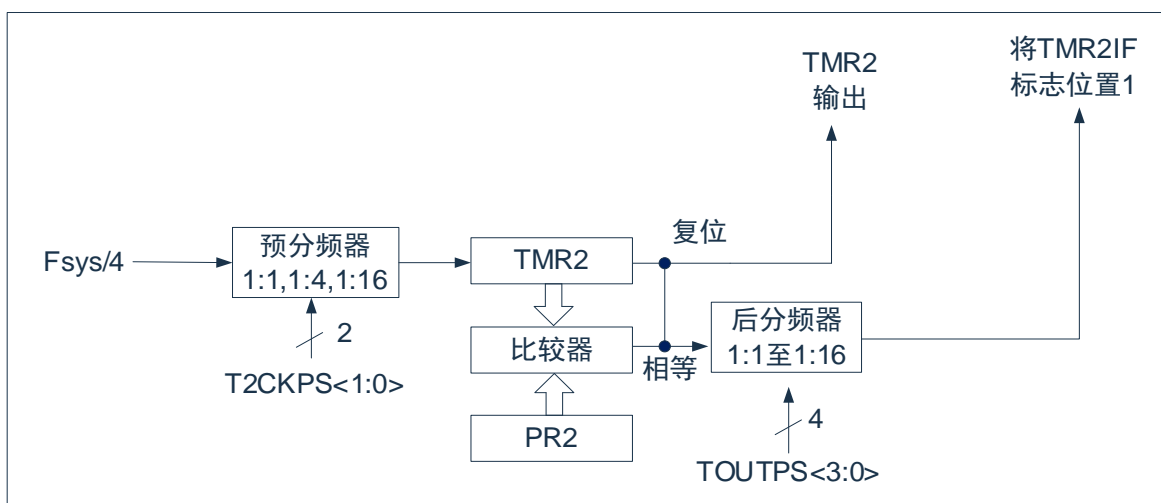 将TMR2IF
标志位置1
TMR2
输出
复位
Fsys/4
预分频器
1:1,1:4,1:16
TMR2
2
比较器
相等
后分频器
1:1至1:16
T2CKPS<1:0>
PR2
4
TOUTPS<3:0>